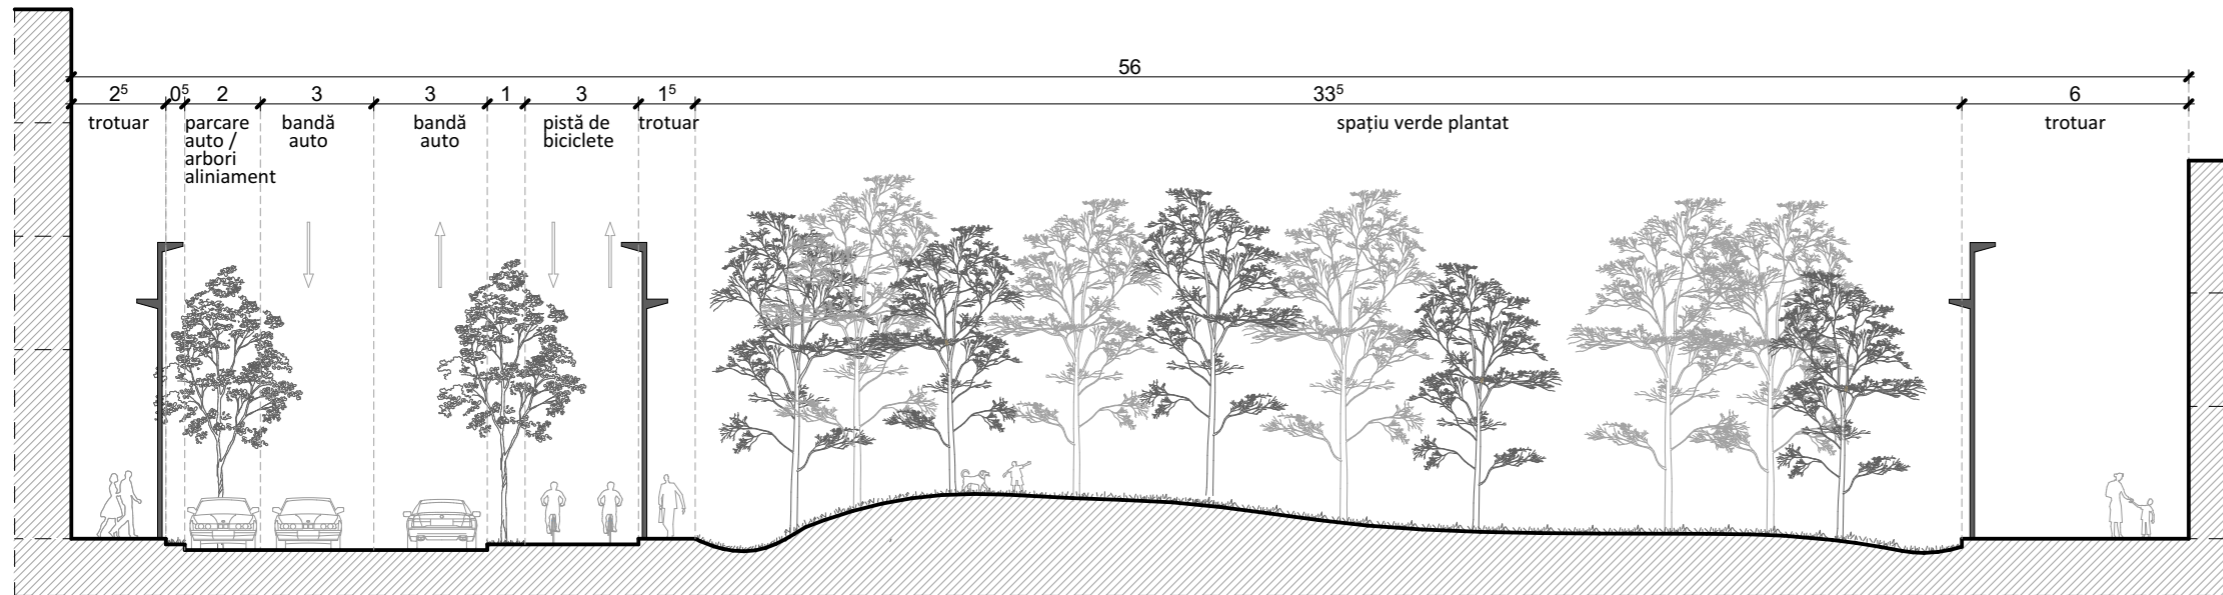 56
2⁵ 0⁵ 2 3 3 1 3 1⁵ 33⁵ 6
trotuar
parcare
auto /
arbori
aliniament
bandă
auto
bandă
auto
pistă de
biciclete
trotuar
spațiu verde plantat
trotuar